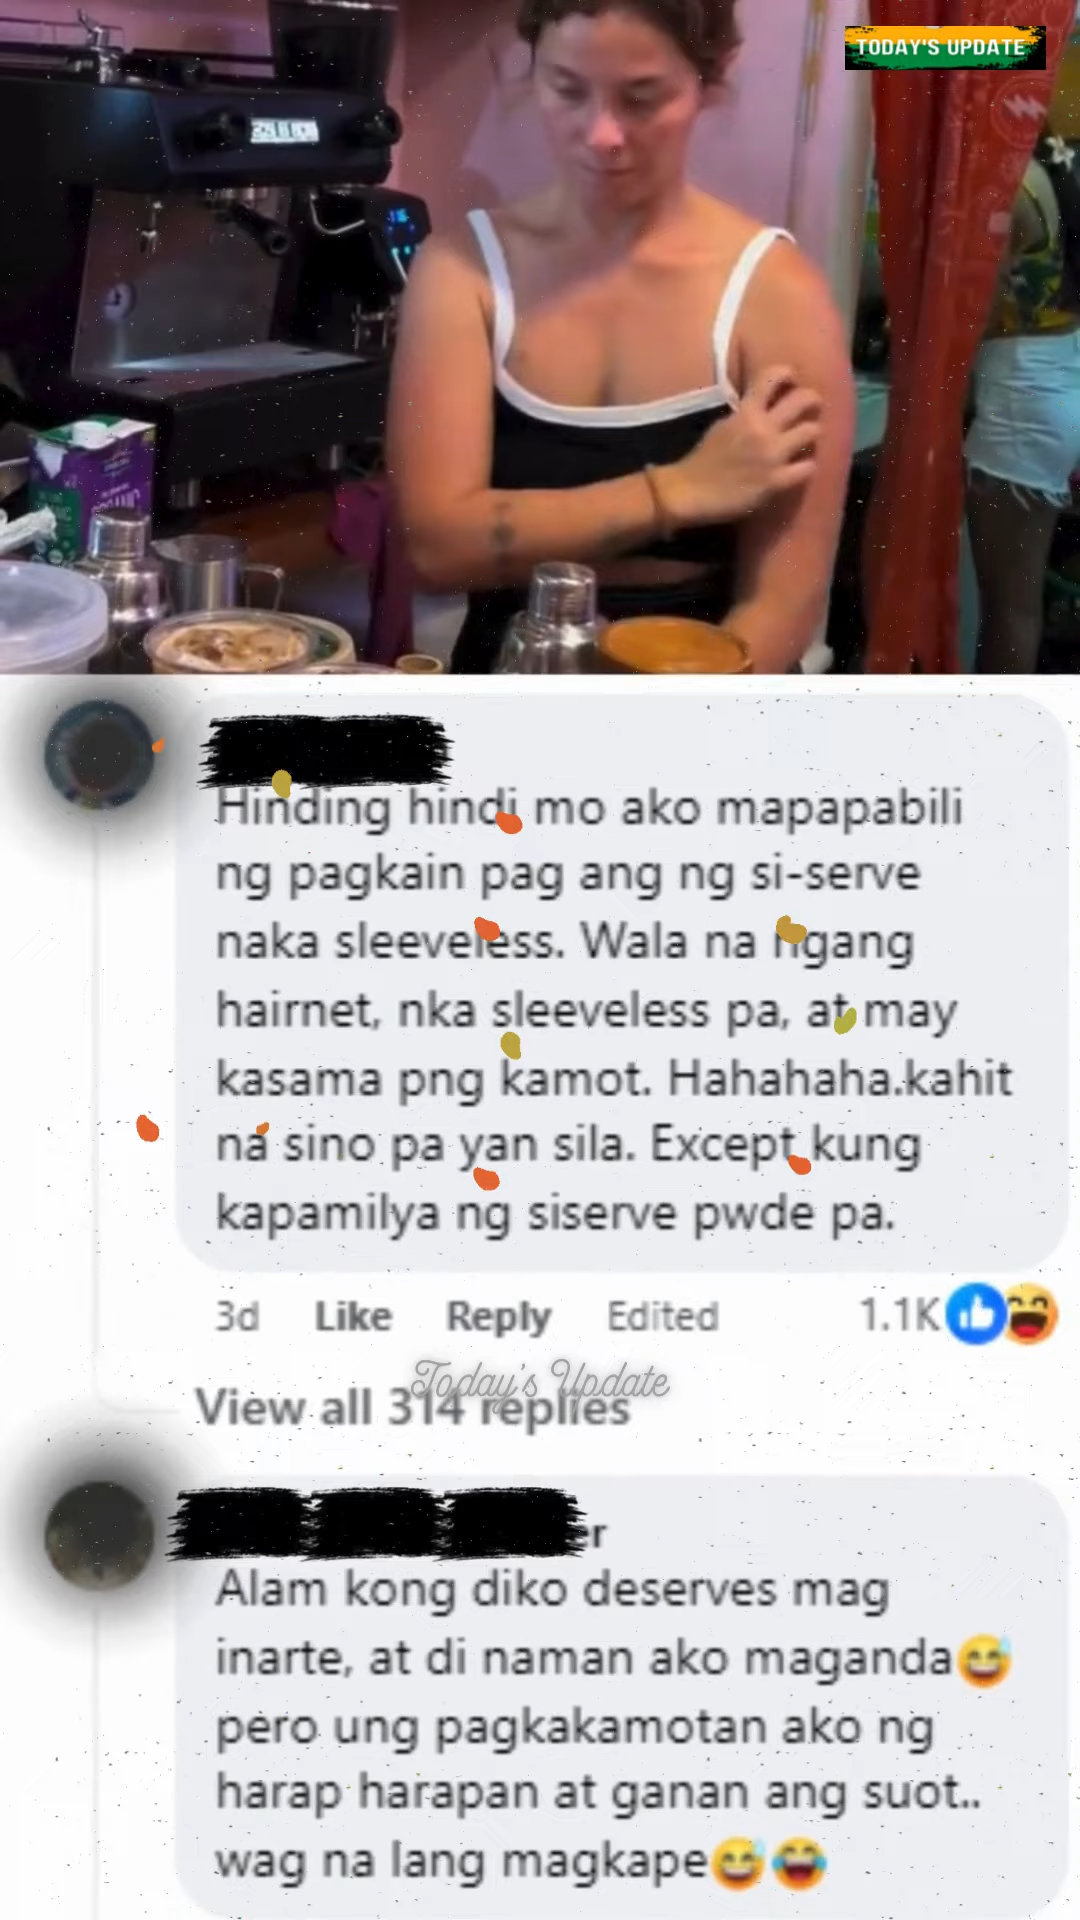 TODAY'S UPDATE
Hinding hindi mo ako mapapabili
ng pagkain pag ang ng si-serve
naka sleeveless. Wala na ngang
hairnet, nka sleeveless pa, at may
kasama png kamot. Hahahaha.kahit
na sino pa yan sila. Except kung
kapamilya ng siserve pwde pa.
3d Like Reply Edited 1.1K
Today's Update
View all 314 replies
er
Alam kong diko deserves mag
inarte, at di naman ako maganda😅
pero ung pagkakamotan ako ng
harap harapan at ganan ang suot..
wag na lang magkape😅😂